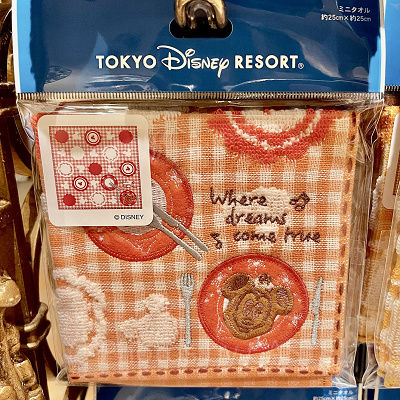 ミニタオル
約25cm×約25cm
TOKYO Disney RESORT®
© DISNEY
Where
dreams
come true